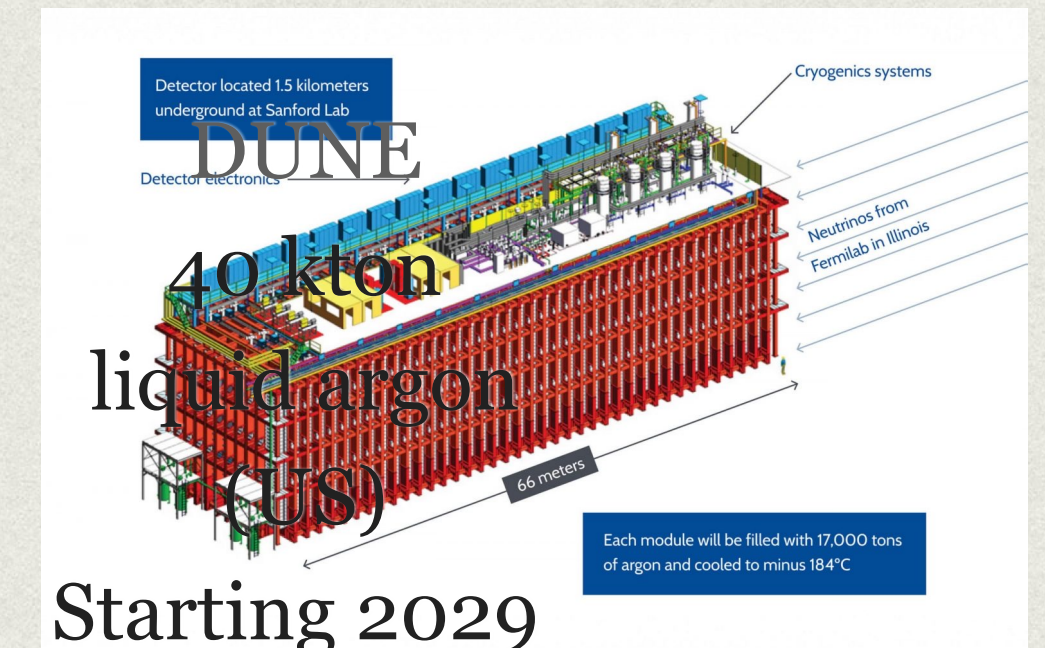 Detector located 1.5 kilometers
underground at Sanford Lab
DUNE
Detector electronics
Cryogenics systems
Neutrinos from
Fermilab in Illinois
40 kton
liquid argon
(US)
66 meters
Each module will be filled with 17,000 tons
of argon and cooled to minus 184°C
Starting 2029